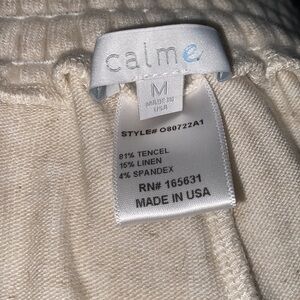 calme
M
MADE IN
USA
STYLE# O80722A1
81% TENCEL
15% LINEN
4% SPANDEX
RN# 165631
MADE IN USA